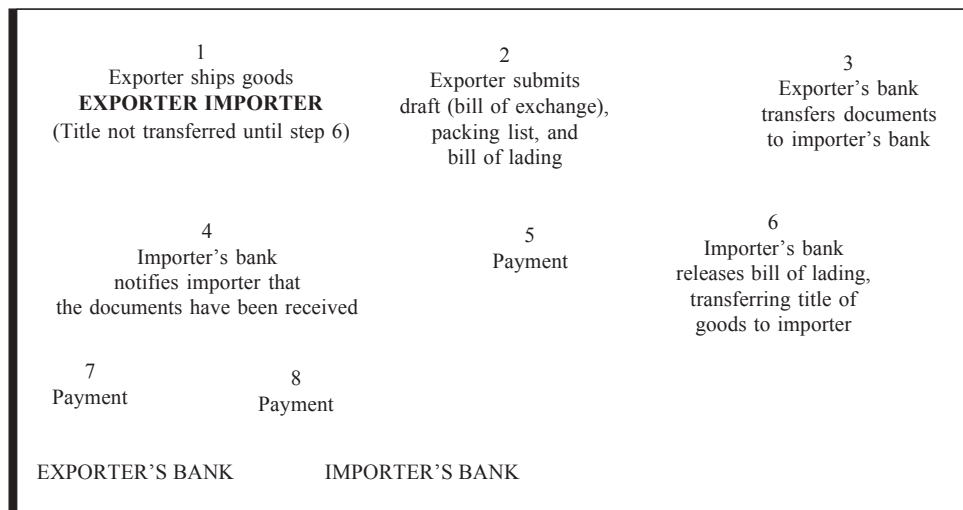 1
Exporter ships goods
EXPORTER IMPORTER
(Title not transferred until step 6)
2
Exporter submits
draft (bill of exchange),
packing list, and
bill of lading
3
Exporter’s bank
transfers documents
to importer’s bank
4
Importer’s bank
notifies importer that
the documents have been received
5
Payment
6
Importer’s bank
releases bill of lading,
transferring title of
goods to importer
7
Payment
8
Payment
EXPORTER’S BANK
IMPORTER’S BANK